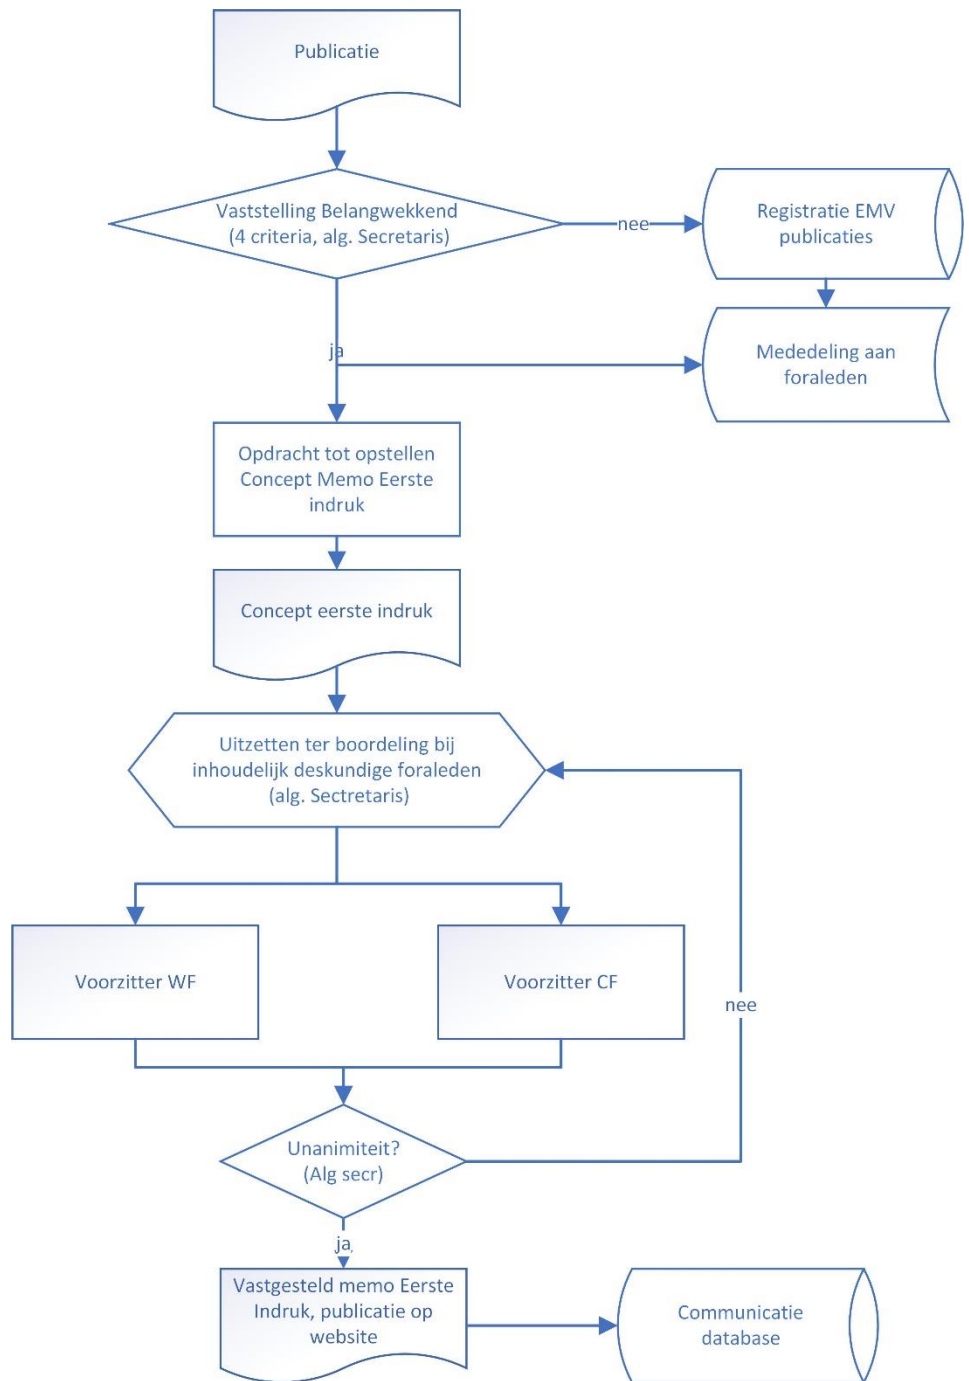 Publicatie
Vaststelling Belangwekkend
(4 criteria, alg. Secretaris)
nee
Registratie EMV
publicaties
ja
Mededeling aan
foraleden
Opdracht tot opstellen
Concept Memo Eerste
indruk
Concept eerste indruk
Uitzetten ter boordeling bij
inhoudelijk deskundige foraleden
(alg. Sectretaris)
Voorzitter WF
Voorzitter CF
nee
Unanimiteit?
(Alg secr)
ja
Vastgesteld memo Eerste
Indruk, publicatie op
website
Communicatie
database